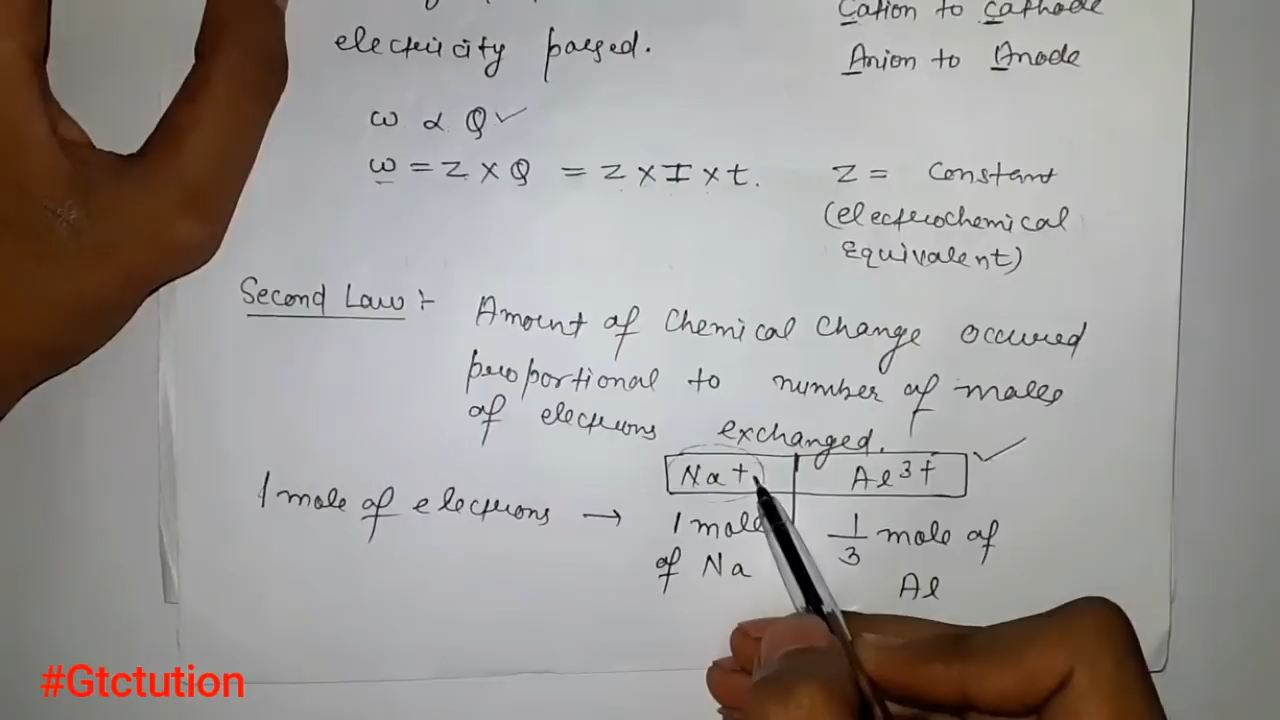 Cation to Cathode
electricity passed.
Anion to Anode
w α Q ✓
w = Z × Q = Z × I × t.
Z = Constant
(electrochemical
Equivalent)
Second Law :-
Amount of Chemical Change occured
proportional to number of moles
of electrons exchanged.
Na+ Al3+
1 mole of electrons →
1 mole
of Na
1/3 mole of
Al
#Gtctution